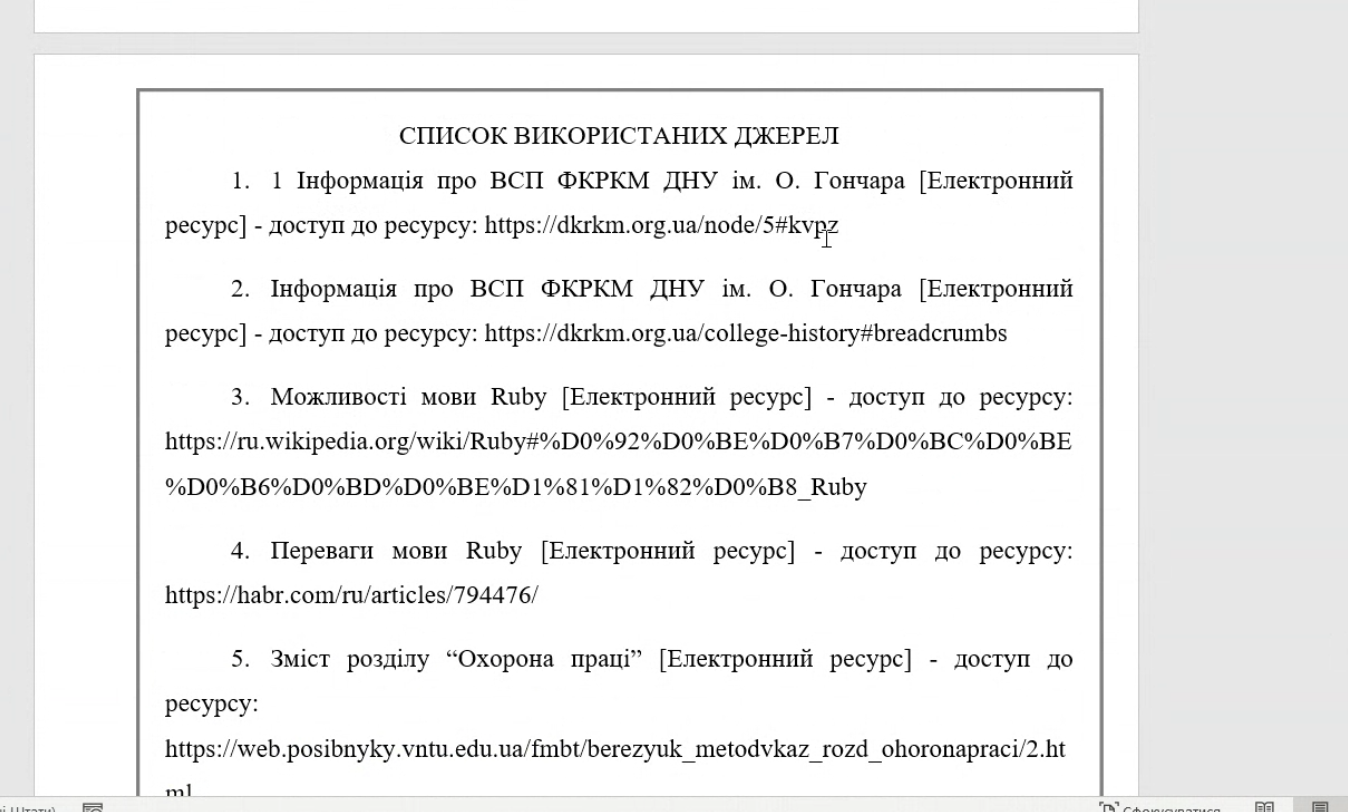 СПИСОК ВИКОРИСТАНИХ ДЖЕРЕЛ
1. 1 Інформація про ВСП ФКРКМ ДНУ ім. О. Гончара [Електронний
ресурс] - доступ до ресурсу: https://dkrkm.org.ua/node/5#kvpz
2. Інформація про ВСП ФКРКМ ДНУ ім. О. Гончара [Електронний
ресурс] - доступ до ресурсу: https://dkrkm.org.ua/college-history#breadcrumbs
3. Можливості мови Ruby [Електронний ресурс] - доступ до ресурсу:
https://ru.wikipedia.org/wiki/Ruby#%D0%92%D0%BE%D0%B7%D0%BC%D0%BE
%D0%B6%D0%BD%D0%BE%D1%81%D1%82%D0%B8_Ruby
4. Переваги мови Ruby [Електронний ресурс] - доступ до ресурсу:
https://habr.com/ru/articles/794476/
5. Зміст розділу “Охорона праці” [Електронний ресурс] - доступ до
ресурсу:
https://web.posibnyky.vntu.edu.ua/fmbt/berezyuk_metodvkaz_rozd_ohoronapraci/2.ht
ml
Сфокусуватися